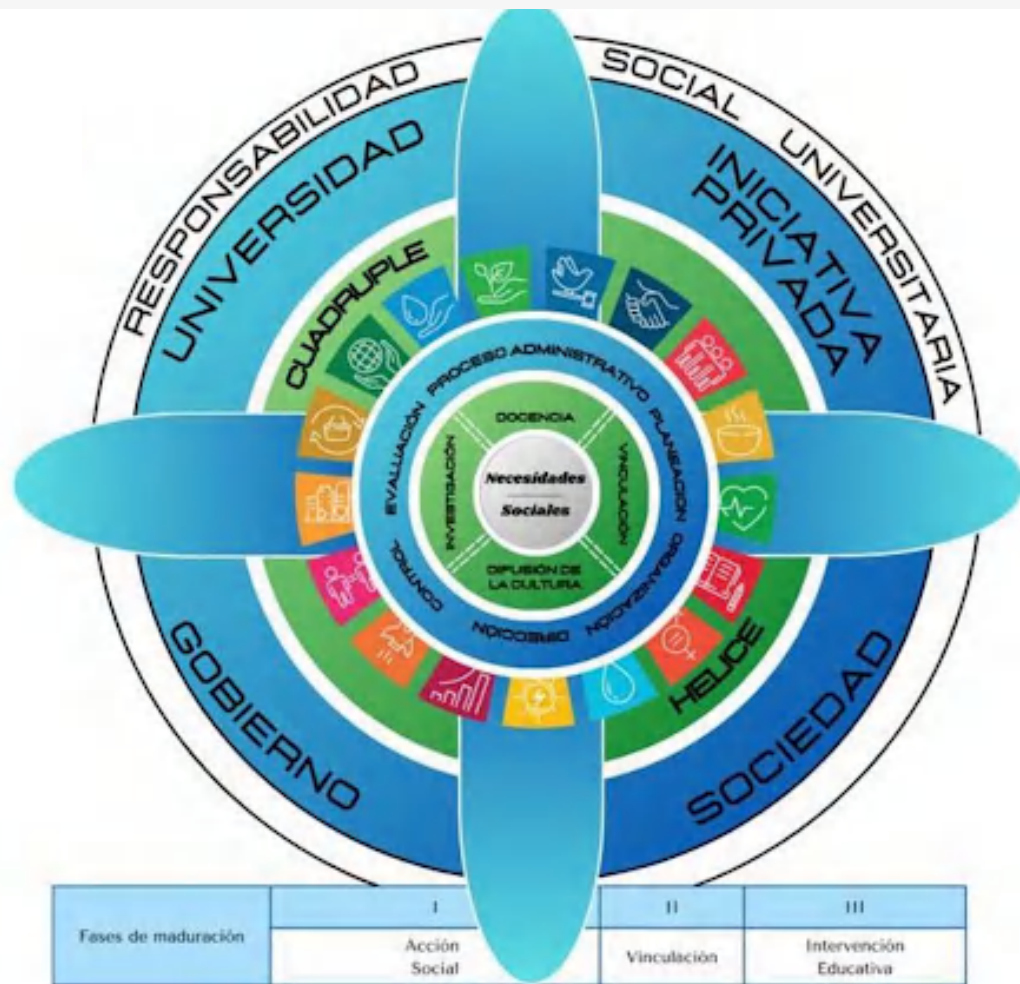 RESPONSABILIDAD SOCIAL UNIVERSITARIA
UNIVERSIDAD
INICIATIVA
PRIVADA
GOBIERNO
SOCIEDAD
CUADRUPLE
HELICE
PROCESO ADMINISTRATIVO
PLANEACION
ORGANIZACIÓN
DIRECCIÓN
CONTROL
EVALUACIÓN
DOCENCIA
VINCULACIÓN
DIFUSIÓN DE
LA CULTURA
INVESTIGACIÓN
Necesidades
Sociales
Fases de maduración
I
II
III
Acción
Social
Vinculación
Intervención
Educativa